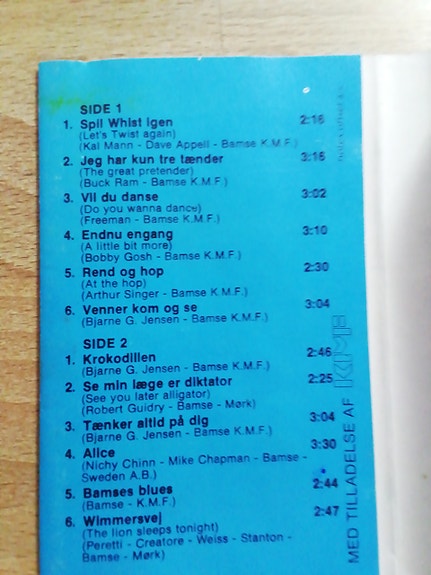 SIDE 1
1. Spil Whist igen 2:16
(Let's Twist again)
(Kal Mann - Dave Appell - Bamse K.M.F.)
2. Jeg har kun tre tænder 3:16
(The great pretender)
(Buck Ram - Bamse K.M.F.)
3. Vil du danse 3:02
(Do you wanna dance)
(Freeman - Bamse K.M.F.)
4. Endnu engang 3:10
(A little bit more)
(Bobby Gosh - Bamse K.M.F.)
5. Rend og hop 2:30
(At the hop)
(Arthur Singer - Bamse K.M.F.)
6. Venner kom og se 3:04
(Bjarne G. Jensen - Bamse K.M.F.)
SIDE 2
1. Krokodillen 2:46
(Bjarne G. Jensen - Bamse K.M.F.)
2. Se min læge er diktator 2:25
(See you later alligator)
(Robert Guidry - Bamse - Mørk)
3. Tænker altid på dig 3:04
(Bjarne G. Jensen - Bamse K.M.F.)
4. Alice 3:30
(Nichy Chinn - Mike Chapman - Bamse -
Sweden A.B.)
5. Bamses blues 2:44
(Bamse - K.M.F.)
6. Wimmersvej 2:47
(The lion sleeps tonight)
(Peretti - Creatore - Weiss - Stanton -
Bamse - Mørk)
MED TILLADELSE AF KMF